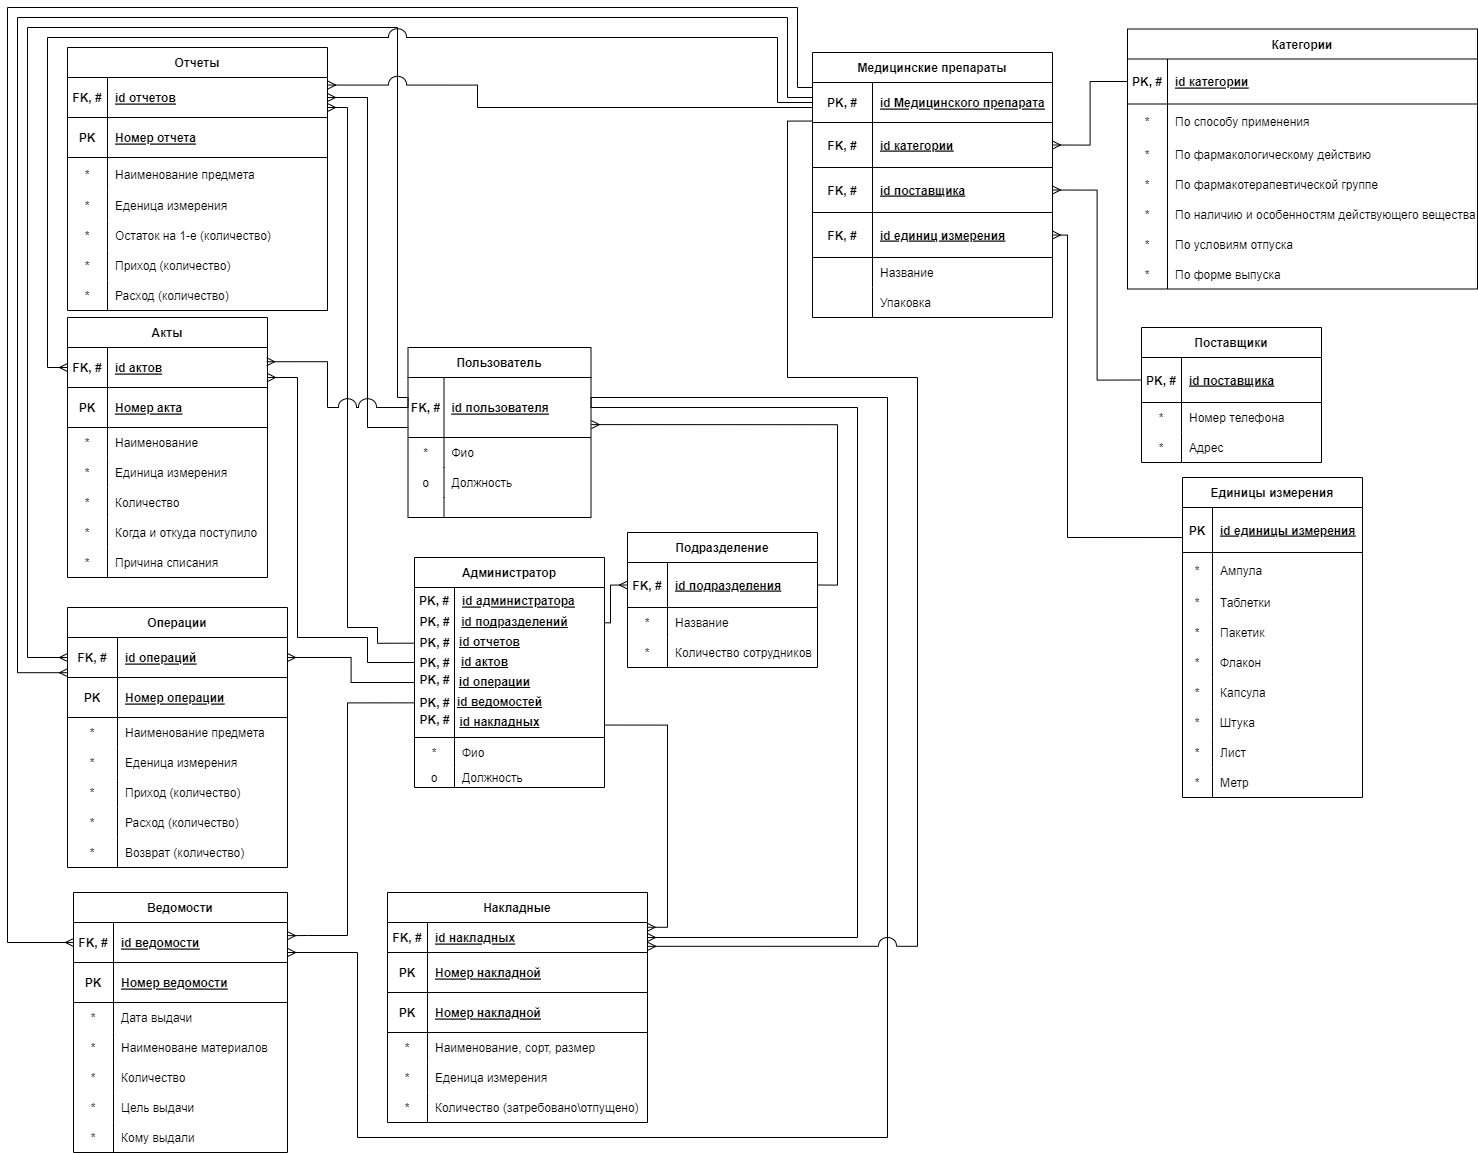 Отчеты
FK, # id отчетов
PK Номер отчета
* Наименование предмета
* Еденица измерения
* Остаток на 1-е (количество)
* Приход (количество)
* Расход (количество)
Акты
FK, # id актов
PK Номер акта
* Наименование
* Единица измерения
* Количество
* Когда и откуда поступило
* Причина списания
Операции
FK, # id операций
PK Номер операции
* Наименование предмета
* Еденица измерения
* Приход (количество)
* Расход (количество)
* Возврат (количество)
Ведомости
FK, # id ведомости
PK Номер ведомости
* Дата выдачи
* Наименоване материалов
* Количество
* Цель выдачи
* Кому выдали
Пользователь
FK, # id пользователя
* Фио
о Должность
Администратор
PK, # id администратора
PK, # id подразделений
PK, # id отчетов
PK, # id актов
PK, # id операции
PK, # id ведомостей
PK, # id накладных
* Фио
о Должность
Подразделение
FK, # id подразделения
* Название
* Количество сотрудников
Накладные
FK, # id накладных
PK Номер накладной
PK Номер накладной
* Наименование, сорт, размер
* Еденица измерения
* Количество (затребовано\отпущено)
Медицинские препараты
PK, # id Медицинского препарата
FK, # id категории
FK, # id поставщика
FK, # id единиц измерения
Название
Упаковка
Категории
PK, # id категории
* По способу применения
* По фармакологическому действию
* По фармакотерапевтической группе
* По наличию и особенностям действующего вещества
* По условиям отпуска
* По форме выпуска
Поставщики
PK, # id поставщика
* Номер телефона
* Адрес
Единицы измерения
PK id единицы измерения
* Ампула
* Таблетки
* Пакетик
* Флакон
* Капсула
* Штука
* Лист
* Метр